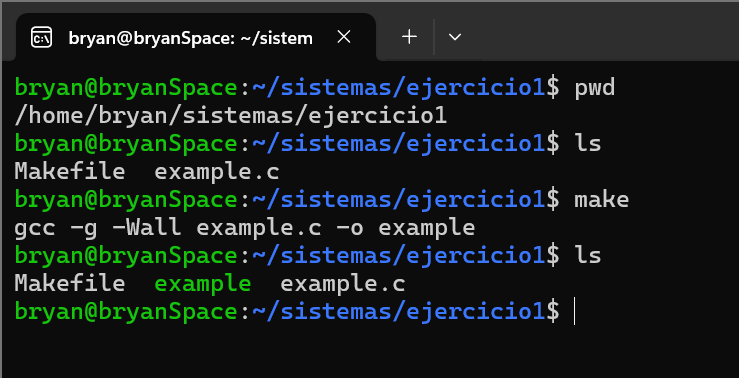 bryan@bryanSpace: ~/sistem
bryan@bryanSpace:~/sistemas/ejercicio1$ pwd
/home/bryan/sistemas/ejercicio1
bryan@bryanSpace:~/sistemas/ejercicio1$ ls
Makefile  example.c
bryan@bryanSpace:~/sistemas/ejercicio1$ make
gcc -g -Wall example.c -o example
bryan@bryanSpace:~/sistemas/ejercicio1$ ls
Makefile  example  example.c
bryan@bryanSpace:~/sistemas/ejercicio1$